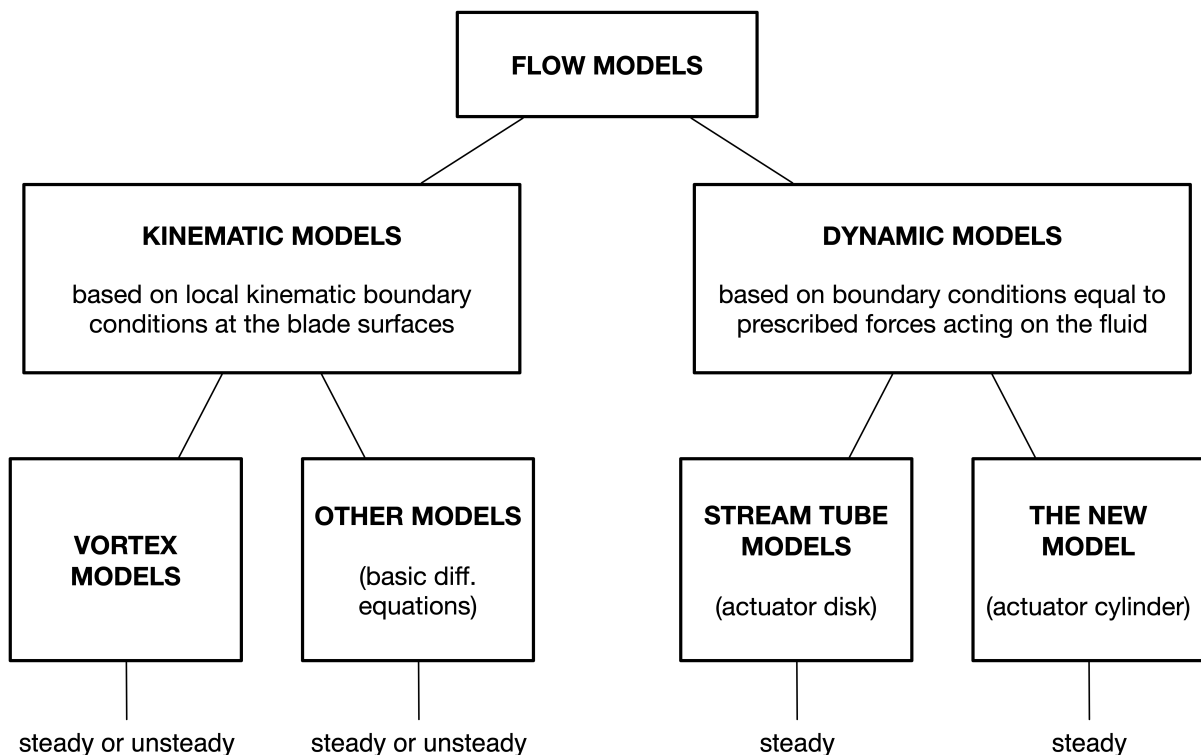 FLOW MODELS
KINEMATIC MODELS
based on local kinematic boundary
conditions at the blade surfaces
DYNAMIC MODELS
based on boundary conditions equal to
prescribed forces acting on the fluid
VORTEX
MODELS
OTHER MODELS
(basic diff.
equations)
STREAM TUBE
MODELS
(actuator disk)
THE NEW
MODEL
(actuator cylinder)
steady or unsteady
steady or unsteady
steady
steady